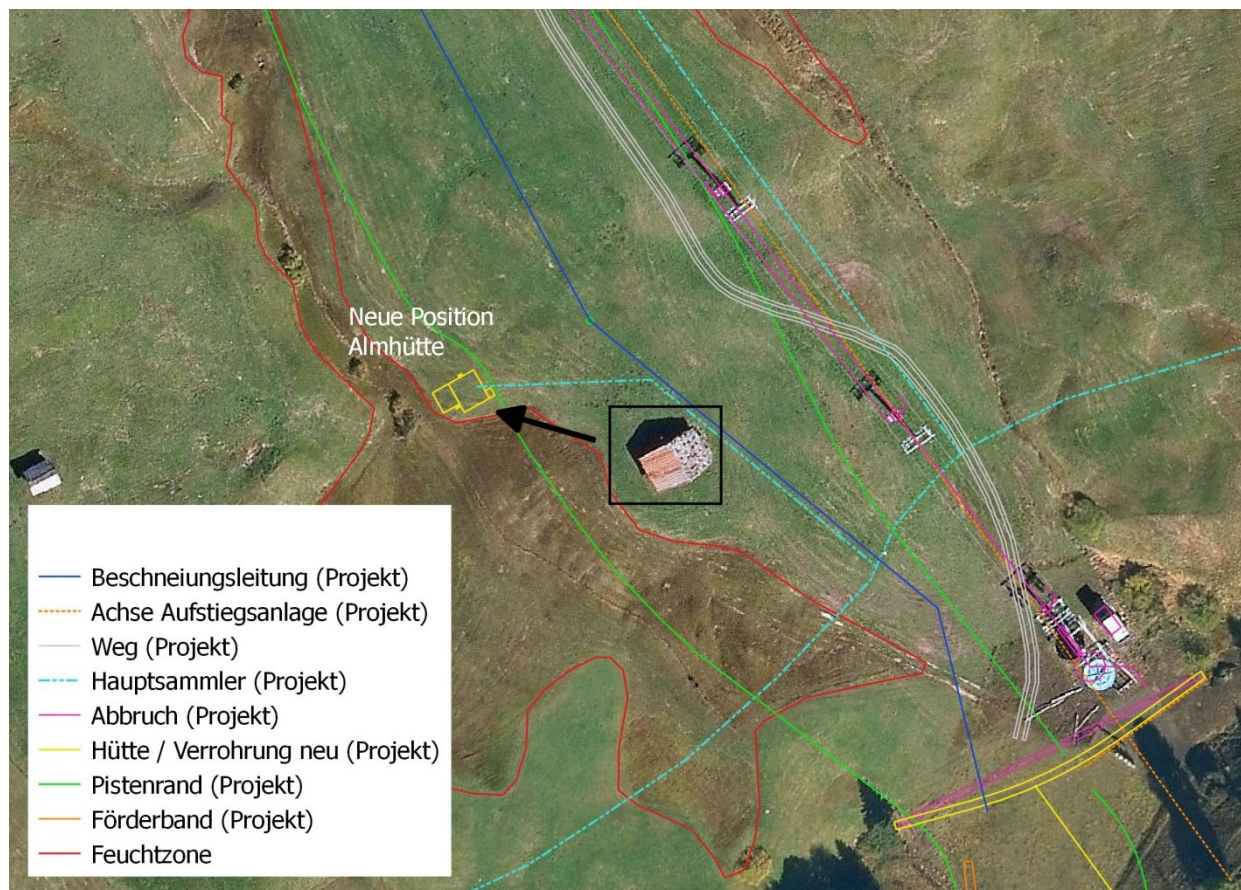 Neue Position
Almhütte
Beschneiungsleitung (Projekt)
Achse Aufstiegsanlage (Projekt)
Weg (Projekt)
Hauptsammler (Projekt)
Abbruch (Projekt)
Hütte / Verrohrung neu (Projekt)
Pistenrand (Projekt)
Förderband (Projekt)
Feuchtzone